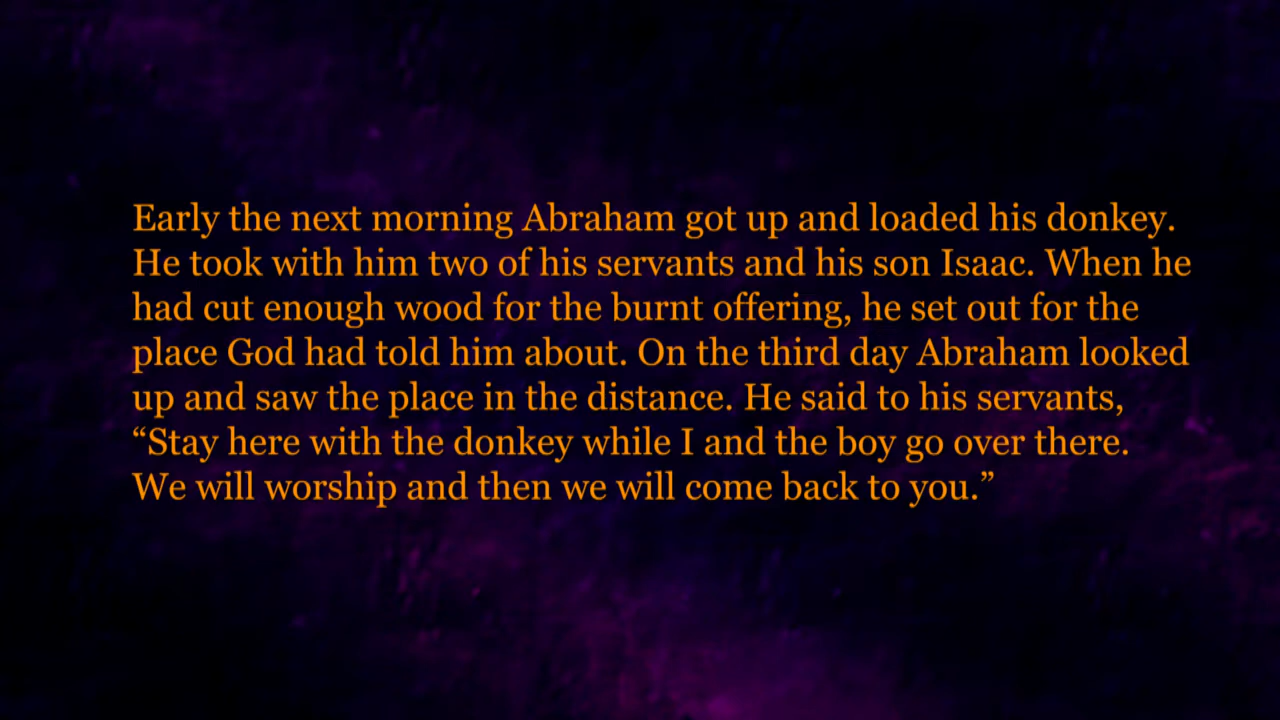 Early the next morning Abraham got up and loaded his donkey.
He took with him two of his servants and his son Isaac. When he
had cut enough wood for the burnt offering, he set out for the
place God had told him about. On the third day Abraham looked
up and saw the place in the distance. He said to his servants,
“Stay here with the donkey while I and the boy go over there.
We will worship and then we will come back to you.”